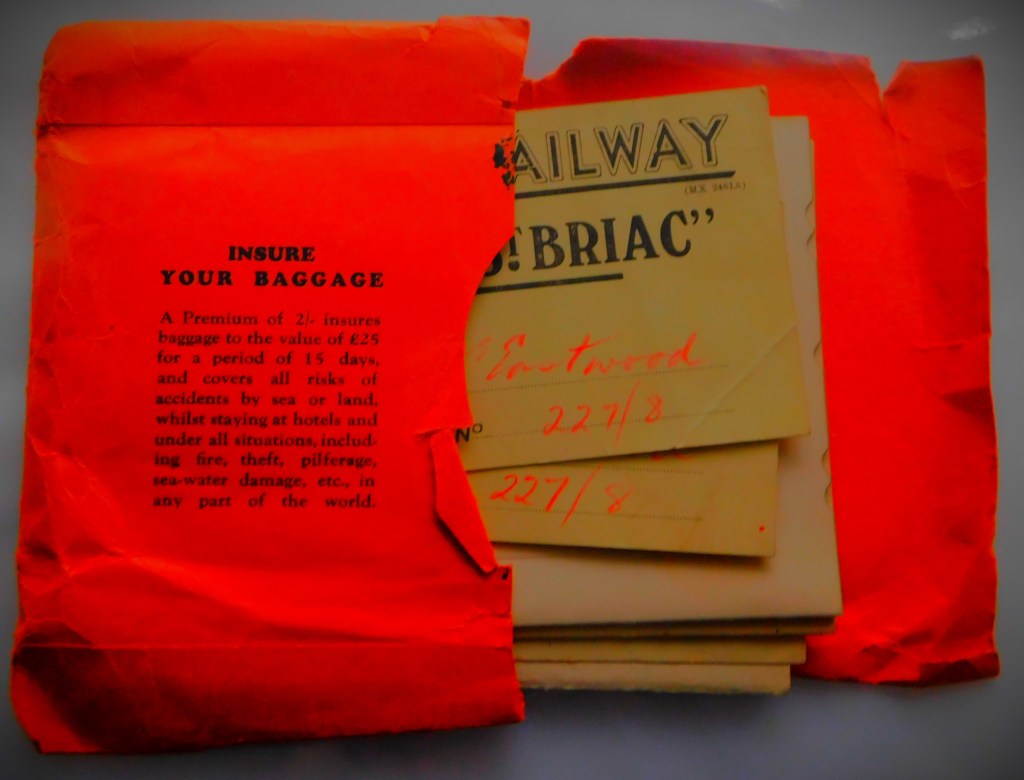 INSURE
YOUR BAGGAGE
A Premium of 2/- insures
baggage to the value of £25
for a period of 15 days,
and covers all risks of
accidents by sea or land,
whilst staying at hotels and
under all situations, includ-
ing fire, theft, pilferage,
sea-water damage, etc., in
any part of the world.
AILWAY
ST. BRIAC”
Eastwood
Nº 227/8
227/8